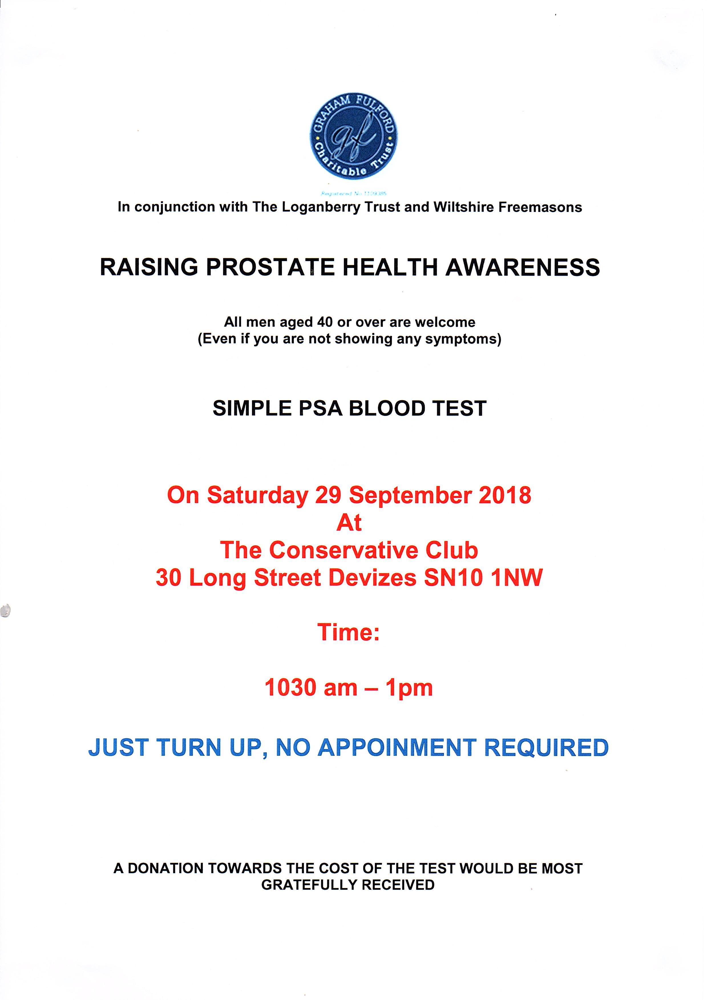 GRAHAM FULFORD
gf
Charitable Trust
Registered No 1109385
In conjunction with The Loganberry Trust and Wiltshire Freemasons
RAISING PROSTATE HEALTH AWARENESS
All men aged 40 or over are welcome
(Even if you are not showing any symptoms)
SIMPLE PSA BLOOD TEST
On Saturday 29 September 2018
At
The Conservative Club
30 Long Street Devizes SN10 1NW
Time:
1030 am – 1pm
JUST TURN UP, NO APPOINMENT REQUIRED
A DONATION TOWARDS THE COST OF THE TEST WOULD BE MOST
GRATEFULLY RECEIVED